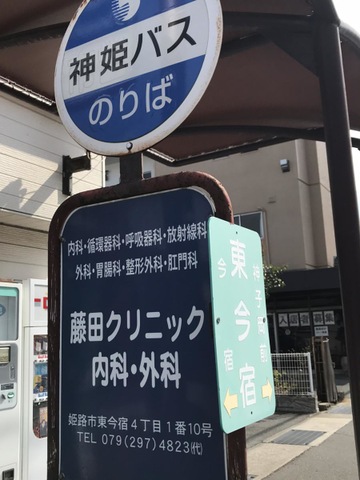 神姫バス
のりば
内科・循環器科・呼吸器科・放射線科
外科・胃腸科・整形外科・肛門科
藤田クリニック
内科・外科
姫路市東今宿4丁目1番10号
TEL 079(297)4823(代)
東今宿
今宿